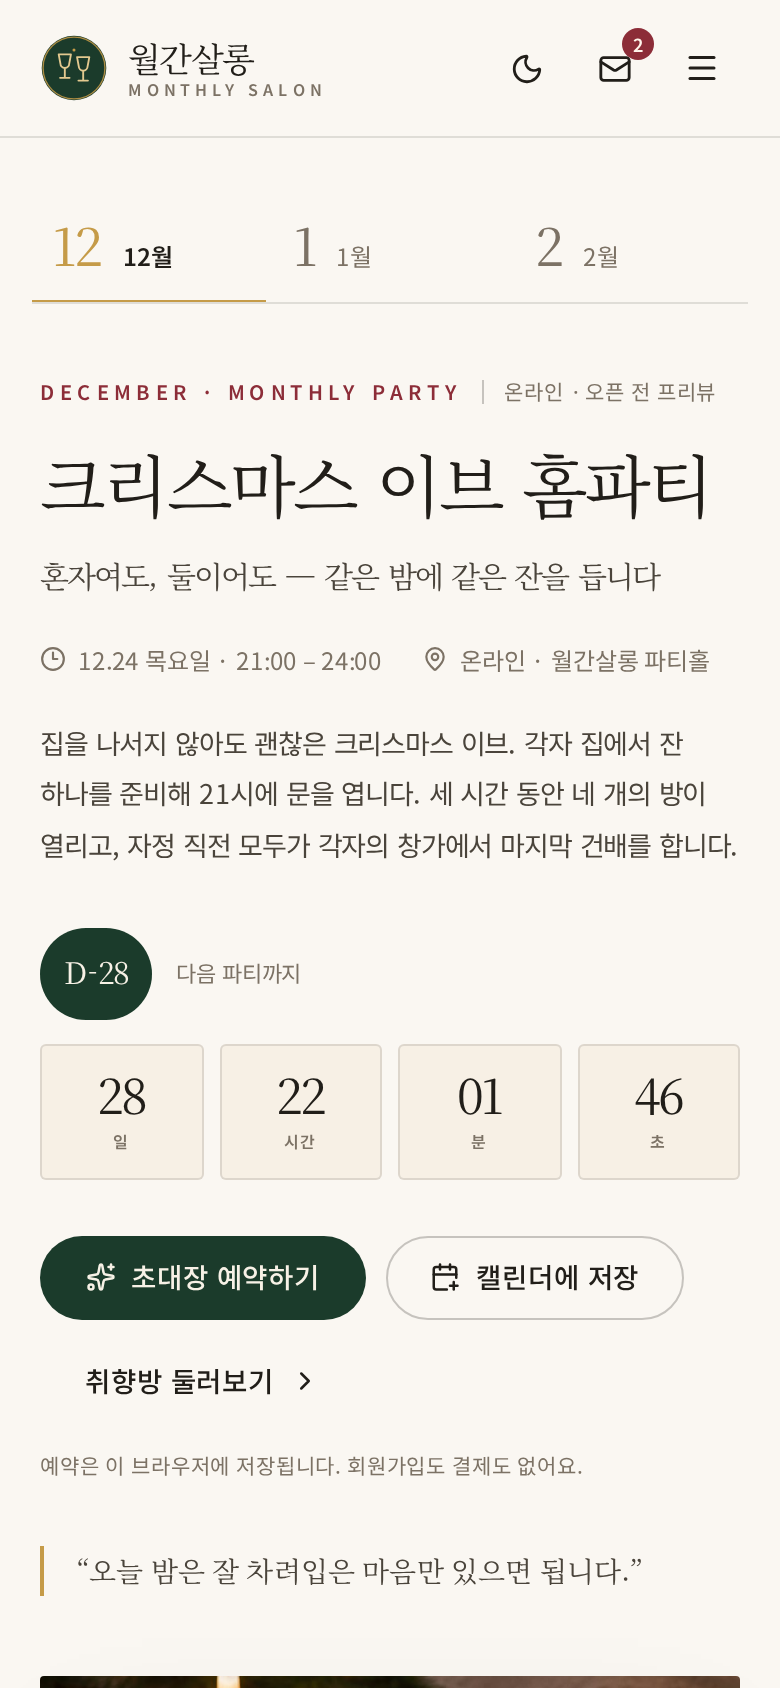 월간살롱
MONTHLY SALON
2
12 12월
1 1월
2 2월
DECEMBER · MONTHLY PARTY
온라인 · 오픈 전 프리뷰
크리스마스 이브 홈파티
혼자여도, 둘이어도 — 같은 밤에 같은 잔을 듭니다
12.24 목요일 · 21:00 – 24:00
온라인 · 월간살롱 파티홀
집을 나서지 않아도 괜찮은 크리스마스 이브. 각자 집에서 잔
하나를 준비해 21시에 문을 엽니다. 세 시간 동안 네 개의 방이
열리고, 자정 직전 모두가 각자의 창가에서 마지막 건배를 합니다.
D-28
다음 파티까지
28
일
22
시간
01
분
46
초
초대장 예약하기
캘린더에 저장
취향방 둘러보기
예약은 이 브라우저에 저장됩니다. 회원가입도 결제도 없어요.
“오늘 밤은 잘 차려입은 마음만 있으면 됩니다.”